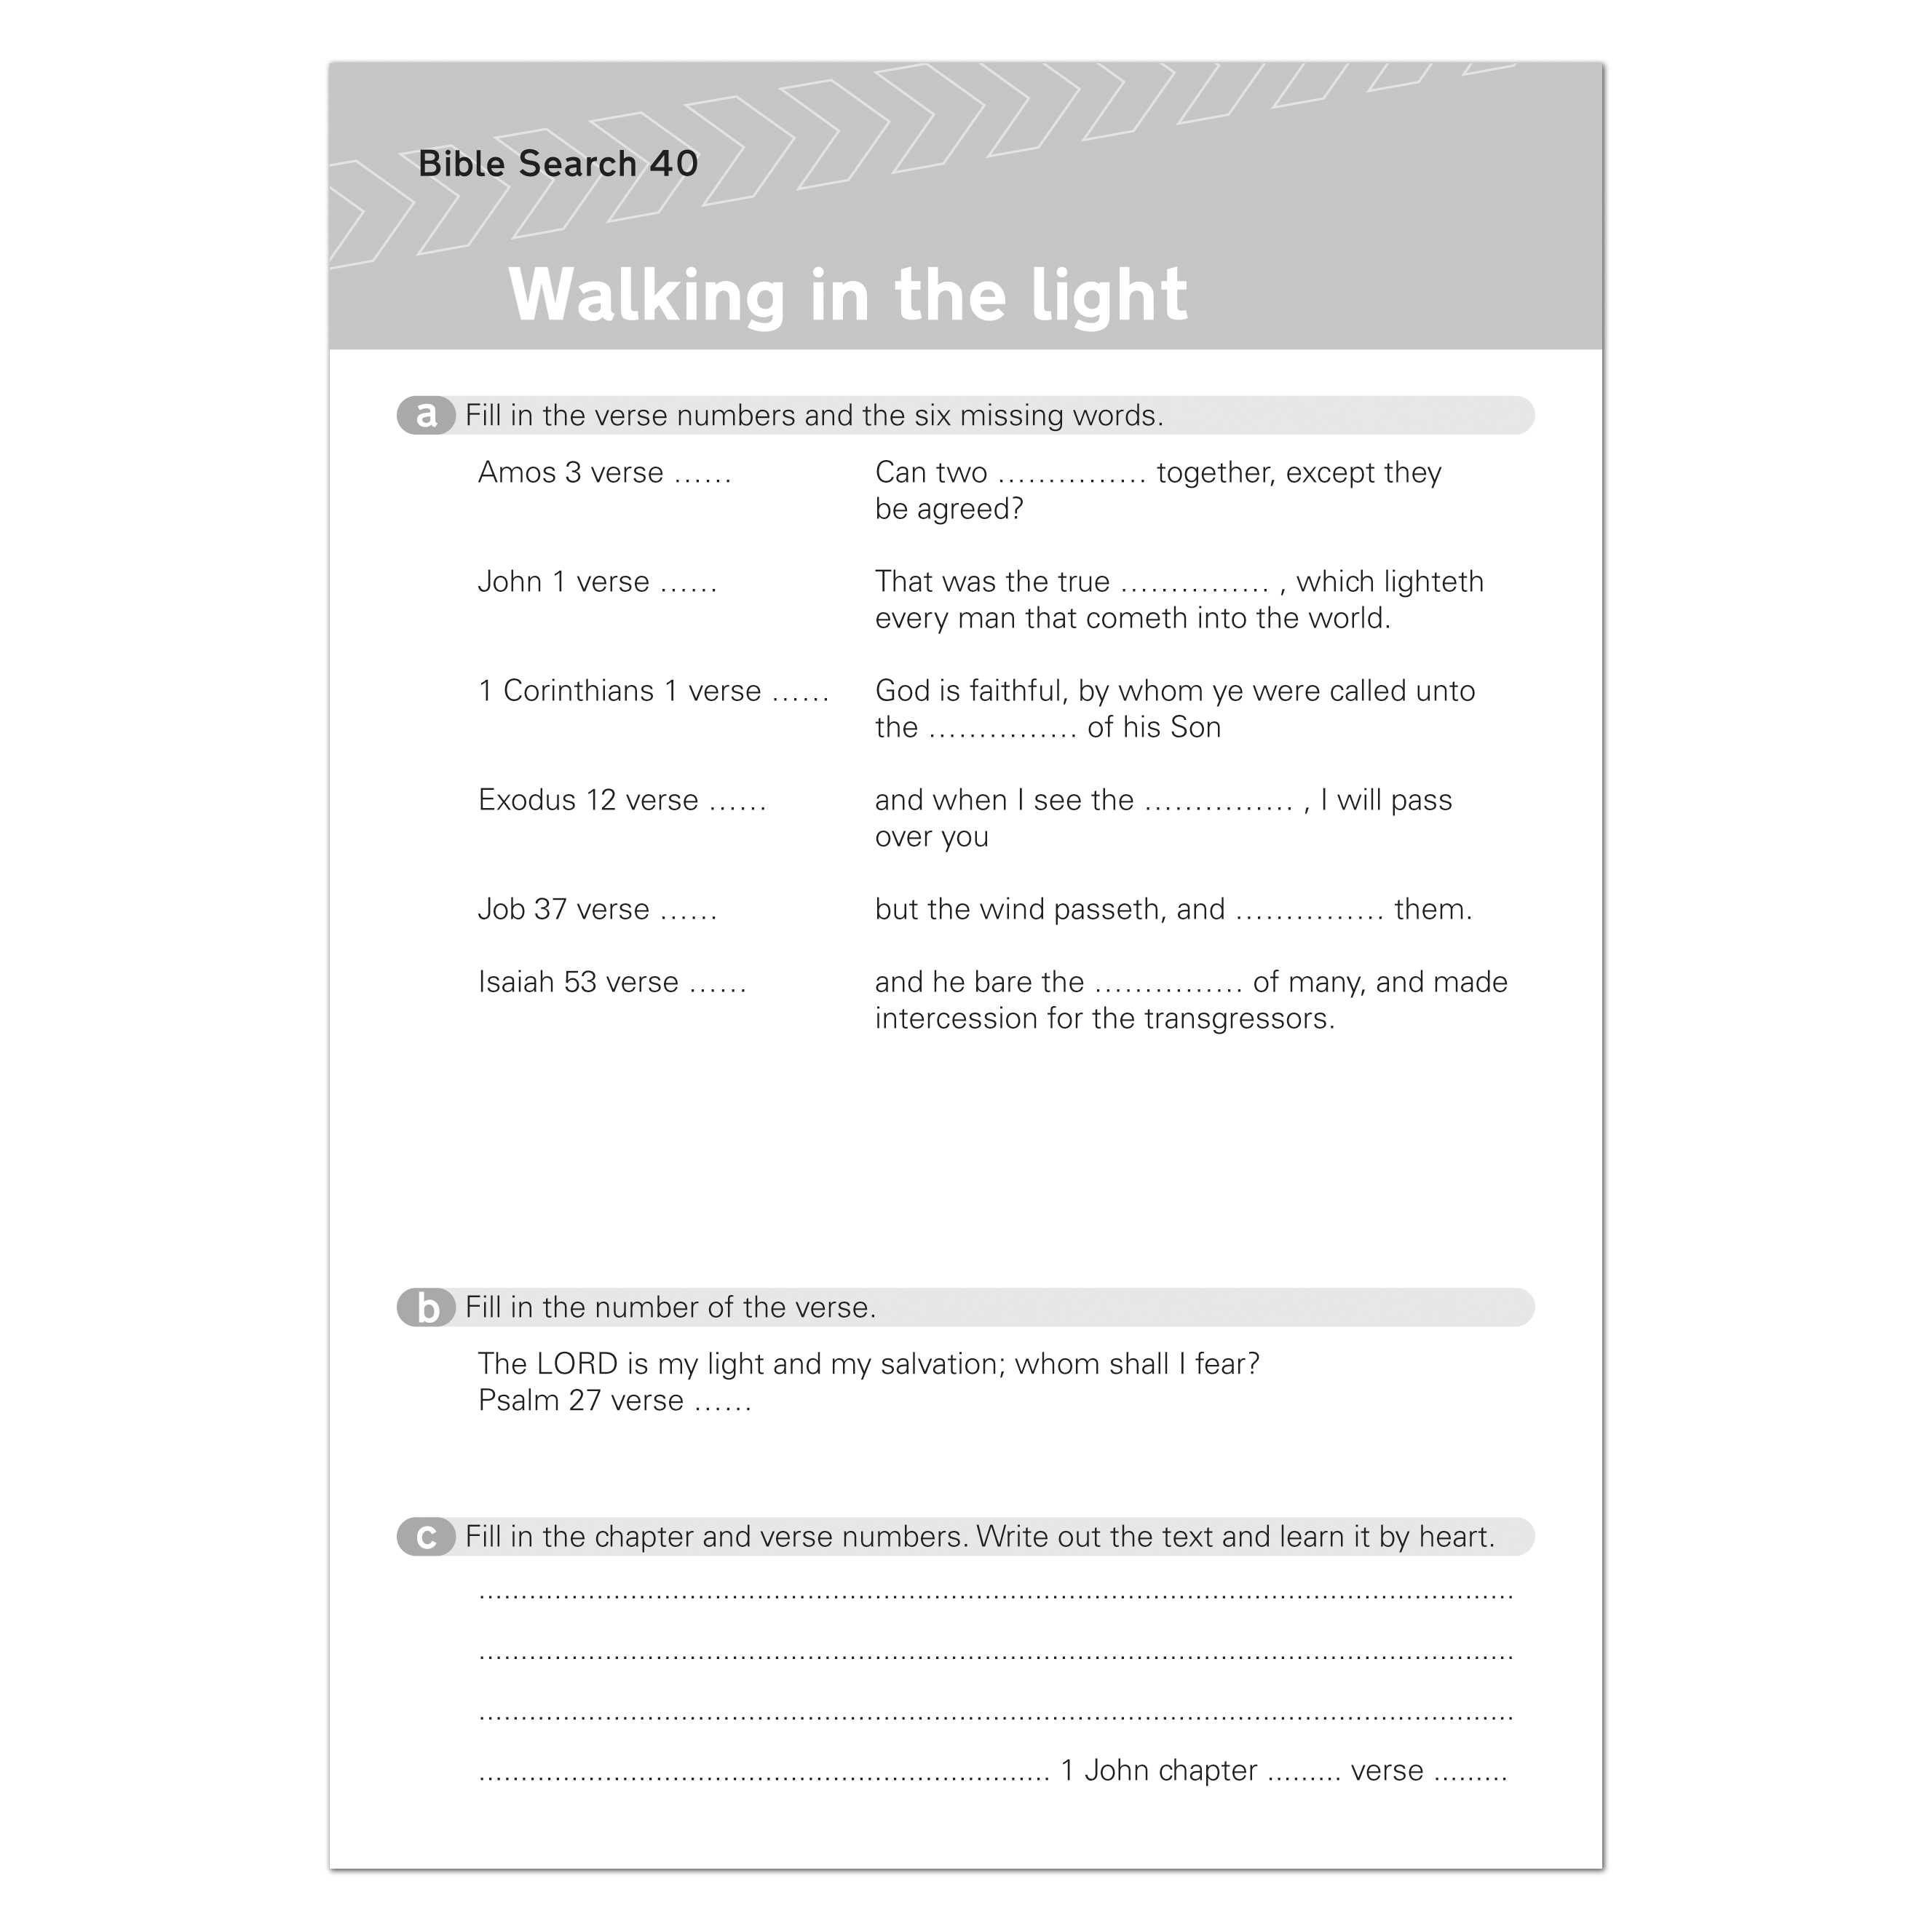 Bible Search 40
Walking in the light
a Fill in the verse numbers and the six missing words.
Amos 3 verse ...... Can two ............... together, except they
be agreed?
John 1 verse ...... That was the true ............... , which lighteth
every man that cometh into the world.
1 Corinthians 1 verse ...... God is faithful, by whom ye were called unto
the ............... of his Son
Exodus 12 verse ...... and when I see the ............... , I will pass
over you
Job 37 verse ...... but the wind passeth, and ............... them.
Isaiah 53 verse ...... and he bare the ............... of many, and made
intercession for the transgressors.
b Fill in the number of the verse.
The LORD is my light and my salvation; whom shall I fear?
Psalm 27 verse ......
c Fill in the chapter and verse numbers. Write out the text and learn it by heart.
1 John chapter ......... verse .........